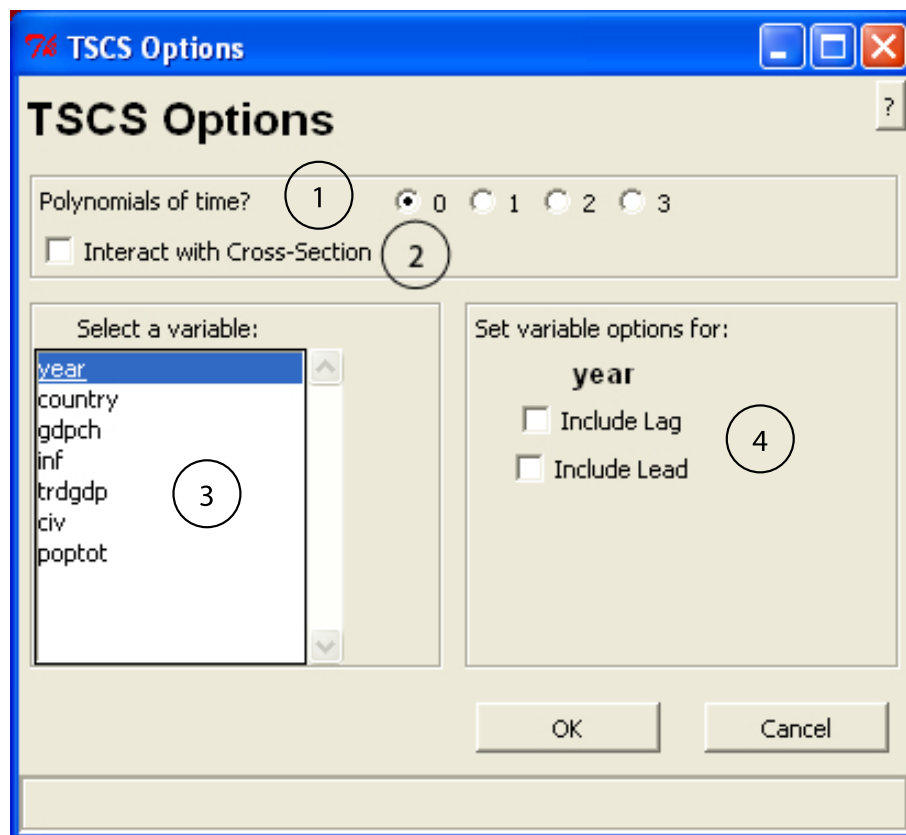 TSCS Options
TSCS Options
?
Polynomials of time? 1 0 1 2 3
Interact with Cross-Section 2
Select a variable:
year
country
gdpch
inf
trdgdp
civ
poptot
3
Set variable options for:
year
Include Lag
Include Lead
4
OK Cancel